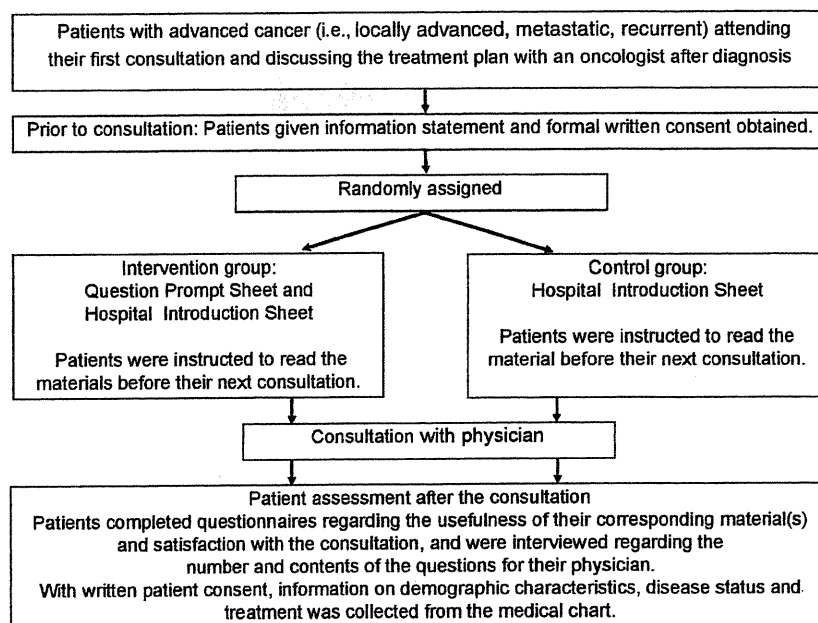 Patients with advanced cancer (i.e., locally advanced, metastatic, recurrent) attending
their first consultation and discussing the treatment plan with an oncologist after diagnosis
Prior to consultation: Patients given information statement and formal written consent obtained.
Randomly assigned
Intervention group:
Question Prompt Sheet and
Hospital Introduction Sheet
Patients were instructed to read the
materials before their next consultation.
Control group:
Hospital Introduction Sheet
Patients were instructed to read the
material before their next consultation.
Consultation with physician
Patient assessment after the consultation
Patients completed questionnaires regarding the usefulness of their corresponding material(s)
and satisfaction with the consultation, and were interviewed regarding the
number and contents of the questions for their physician.
With written patient consent, information on demographic characteristics, disease status and
treatment was collected from the medical chart.